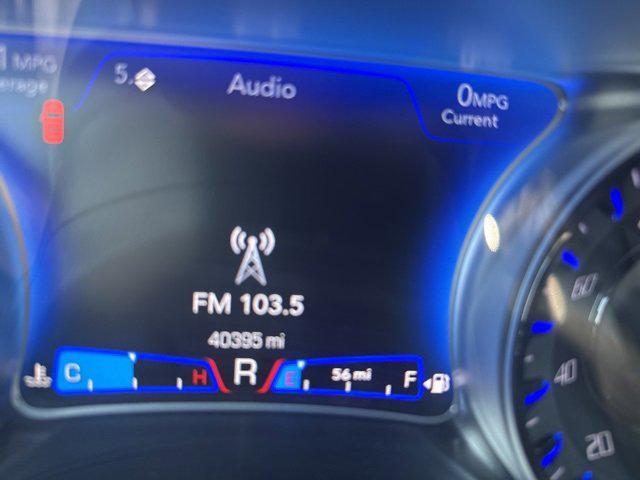 MPG
5. Audio
0MPG
Current
FM 103.5
40395 mi
C H R E 56 mi F
60
40
20